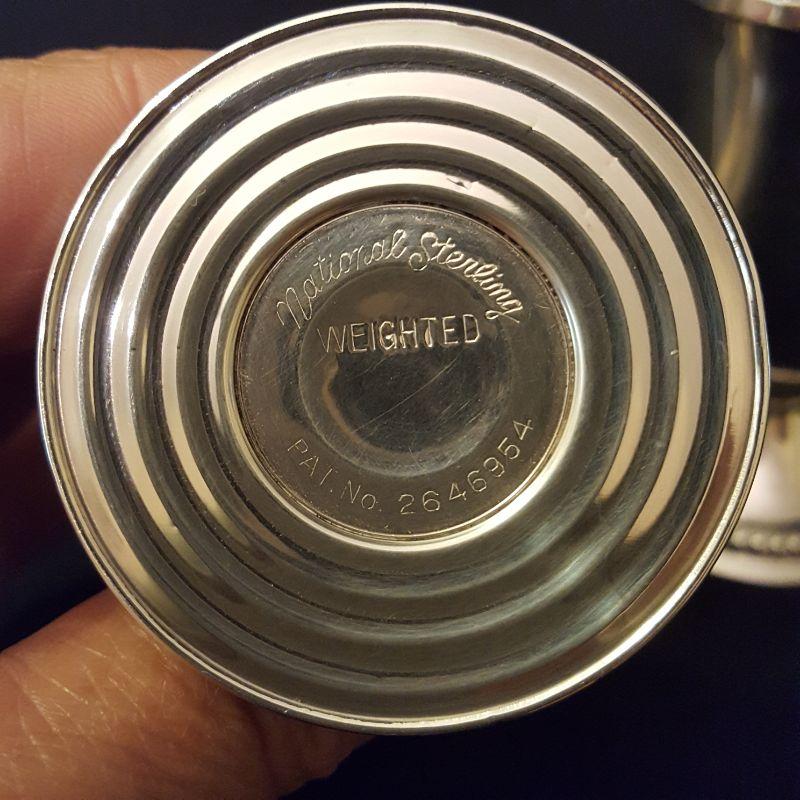 National Sterling
WEIGHTED
PAT. No. 2646954